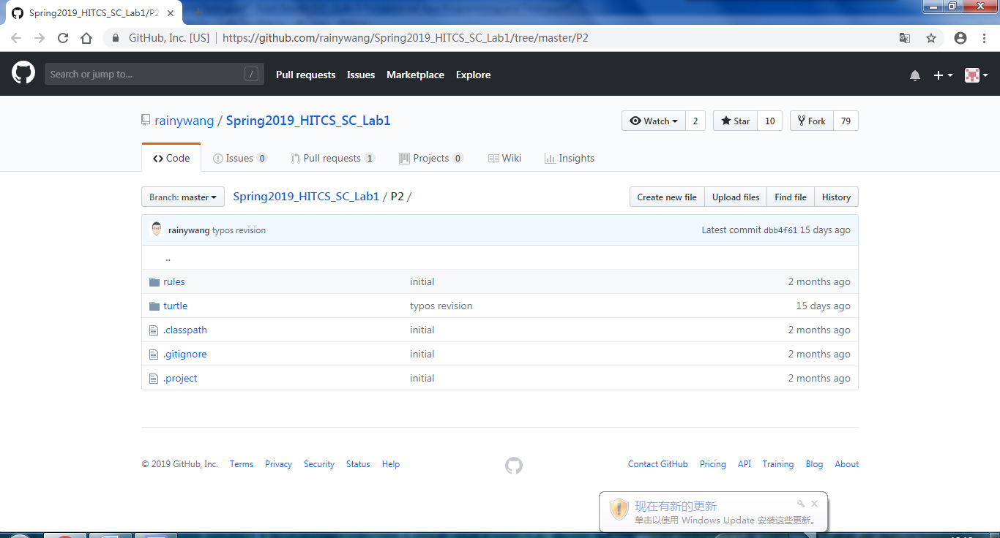 Spring2019_HITCS_SC_Lab1/P2
GitHub, Inc. [US] | https://github.com/rainywang/Spring2019_HITCS_SC_Lab1/tree/master/P2
Search or jump to... / Pull requests Issues Marketplace Explore
rainywang / Spring2019_HITCS_SC_Lab1 Watch 2 Star 10 Fork 79
Code Issues 0 Pull requests 1 Projects 0 Wiki Insights
Branch: master Spring2019_HITCS_SC_Lab1 / P2 / Create new file Upload files Find file History
rainywang typos revision Latest commit dbb4f61 15 days ago
..
rules initial 2 months ago
turtle typos revision 15 days ago
.classpath initial 2 months ago
.gitignore initial 2 months ago
.project initial 2 months ago
© 2019 GitHub, Inc. Terms Privacy Security Status Help Contact GitHub Pricing API Training Blog About
现在有新的更新
单击以使用 Windows Update 安装这些更新。